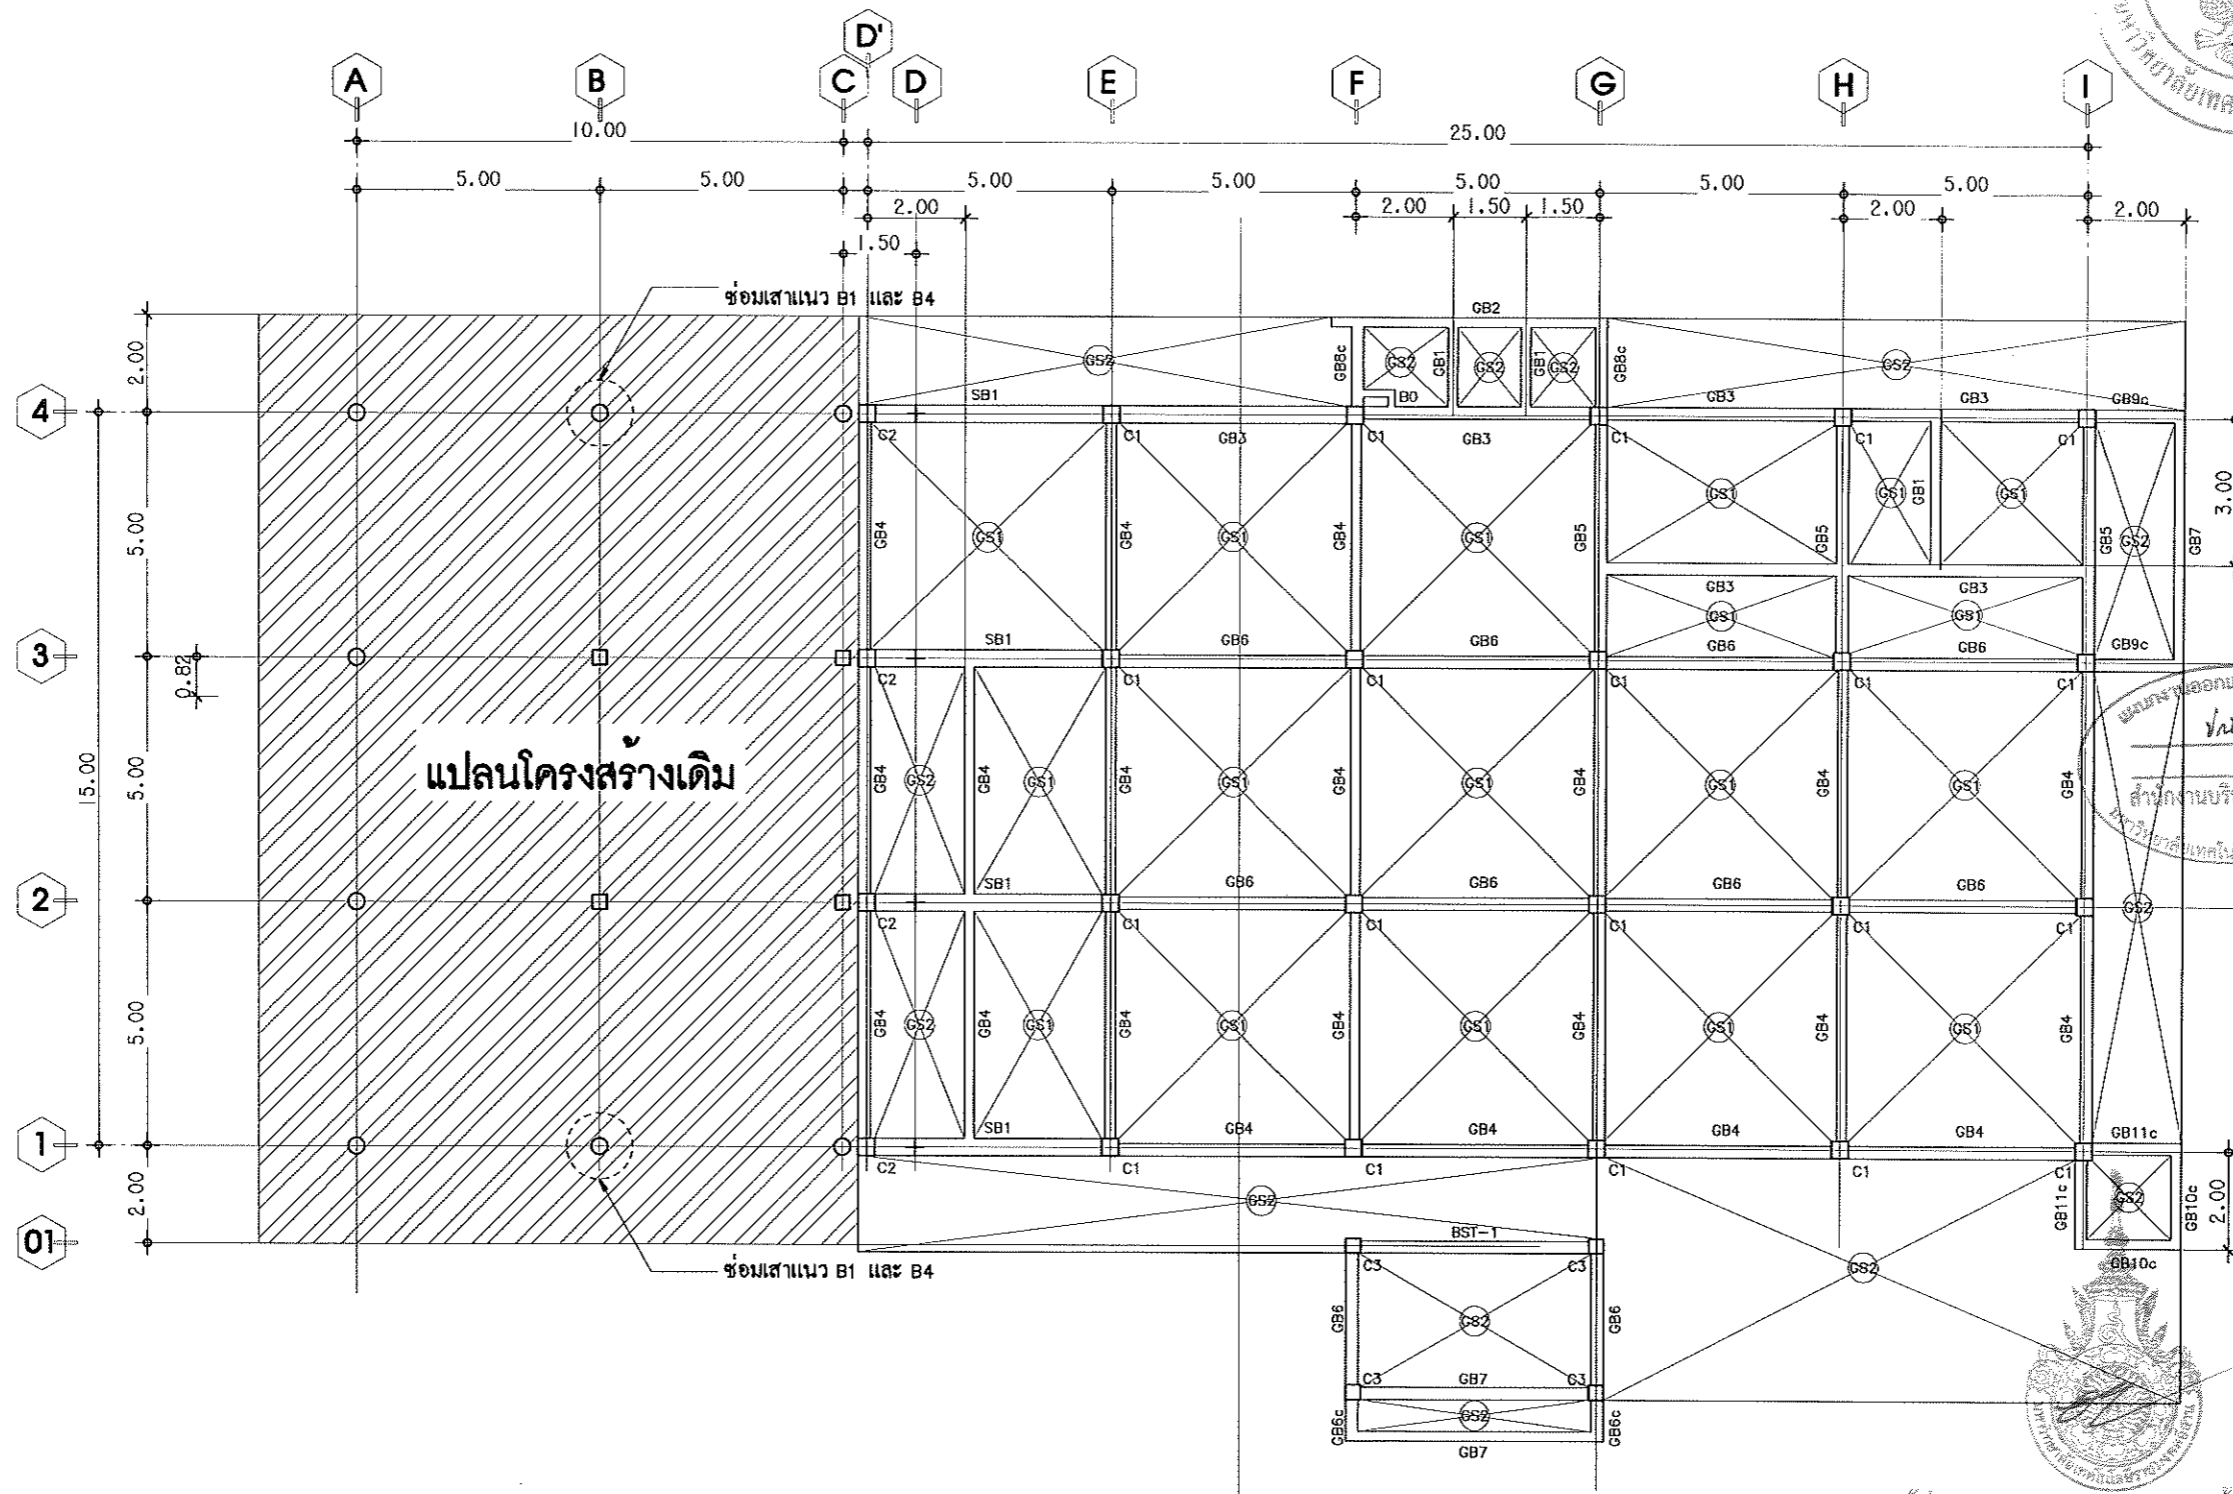 D'
A B C D E F G H I
10.00 25.00
5.00 5.00 5.00 5.00 5.00 5.00 5.00
2.00 2.00 1.50 1.50 2.00 2.00
1.50
ซ่อมเสาแนว B1 และ B4
GB2
2.00
GS2 GB8c GS2 GB1 GS2 GB1 GS2 GB8c GS2
SB1 B0 GB3 GB3 GB9c
4
C2 C1 GB3 C1 GB3 C1 C1 C1
5.00 GB4 GS1 GB4 GS1 GB4 GS1 GB5 GS1 GB5 GS1 GB1 GS1 GB5 GS2 GB7 3.00
GB3 GB3
GS1 GS1
SB1 GB6 GB6 GB6 GB6 GB9c
3
0.82
C2 C1 C1 C1 C1 C1
15.00 5.00
แปลนโครงสร้างเดิม
GB4 GS2 GB4 GS1 GB4 GS1 GB4 GS1 GB4 GS1 GB4 GS1 GB4
SB1 GB6 GB6 GB6 GB6
2
GS2
C2 C1 C1 C1 C1 C1
5.00
GB4 GS2 GB4 GS1 GB4 GS1 GB4 GS1 GB4 GS1 GB4 GS1 GB4
SB1 GB4 GB4 GB4 GB4 GB11c
1
C2 C1 C1 C1 C1 C1
2.00 GS2 GB11c GS2 GB10c 2.00
BST-1
01
ซ่อมเสาแนว B1 และ B4
C3 C3 GS2 GB10c
GB6 GS2 GB6
C3 GB7 C3
GB6c GS2 GB6c
GB7